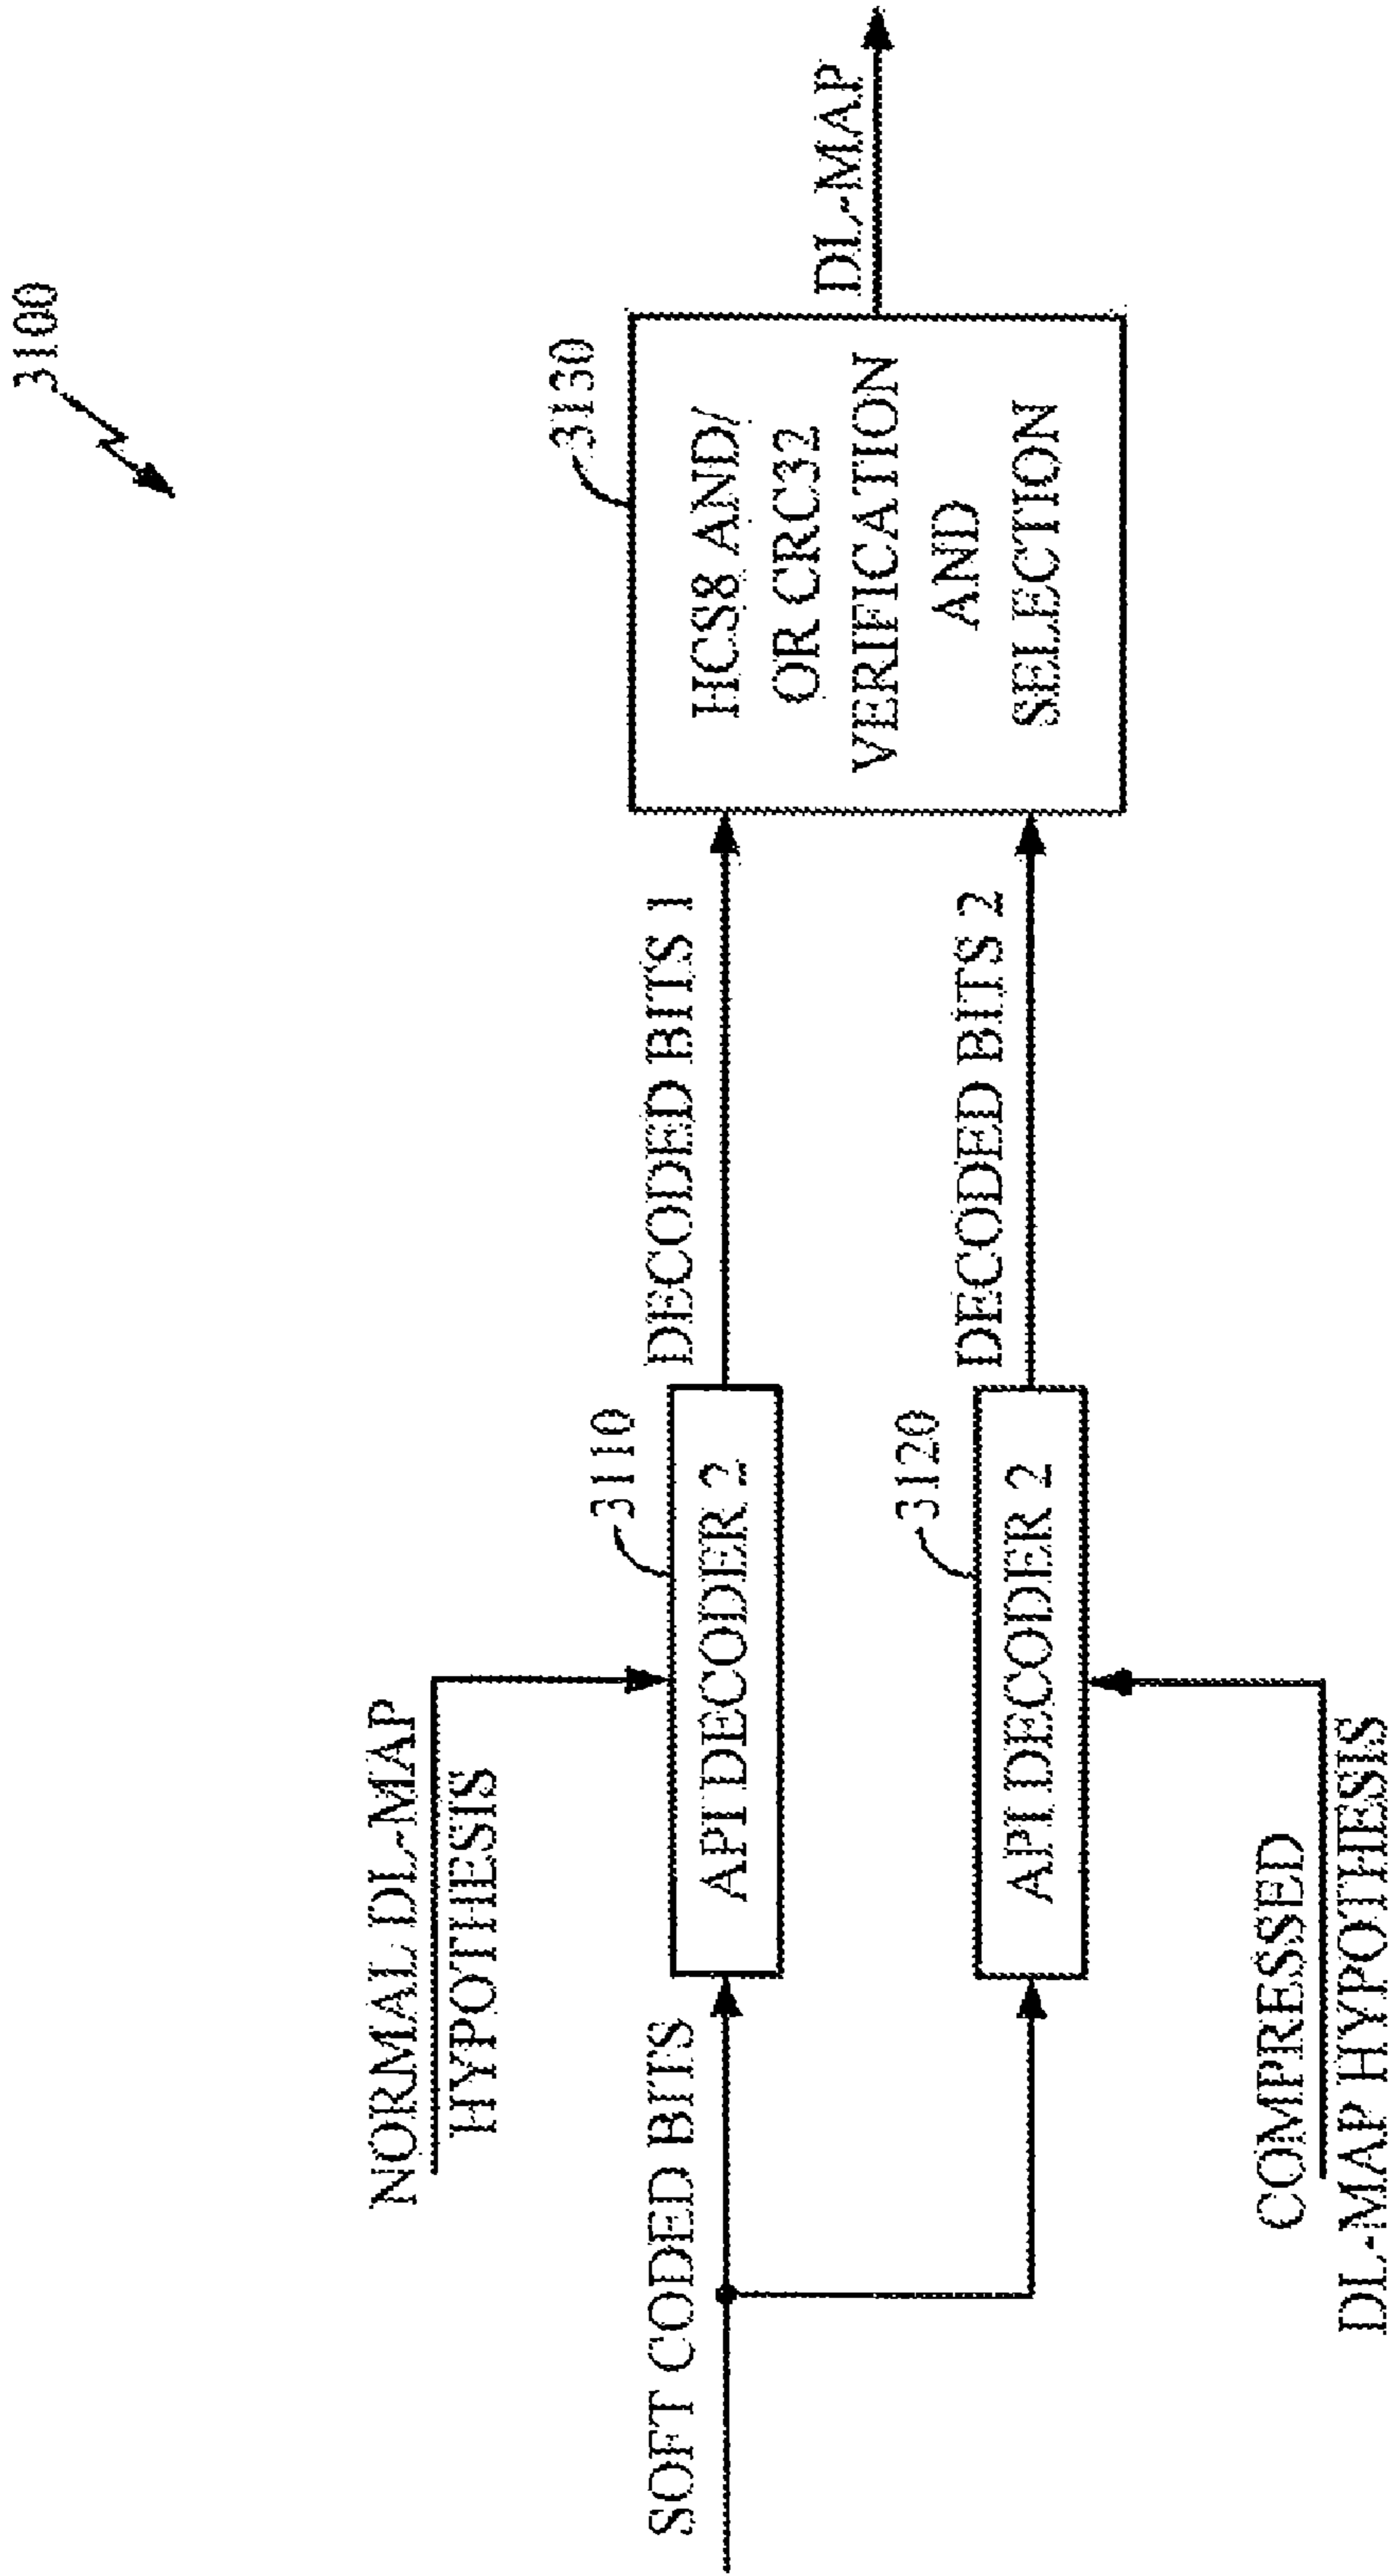 3100
NORMAL DL-MAP
HYPOTHESIS
3110
3130
SOFT CODED BITS
API DECODER 2
DECODED BITS 1
HCS8 AND/
OR CRC32
VERIFICATION
AND
SELECTION
DL-MAP
3120
API DECODER 2
DECODED BITS 2
COMPRESSED
DL-MAP HYPOTHESIS